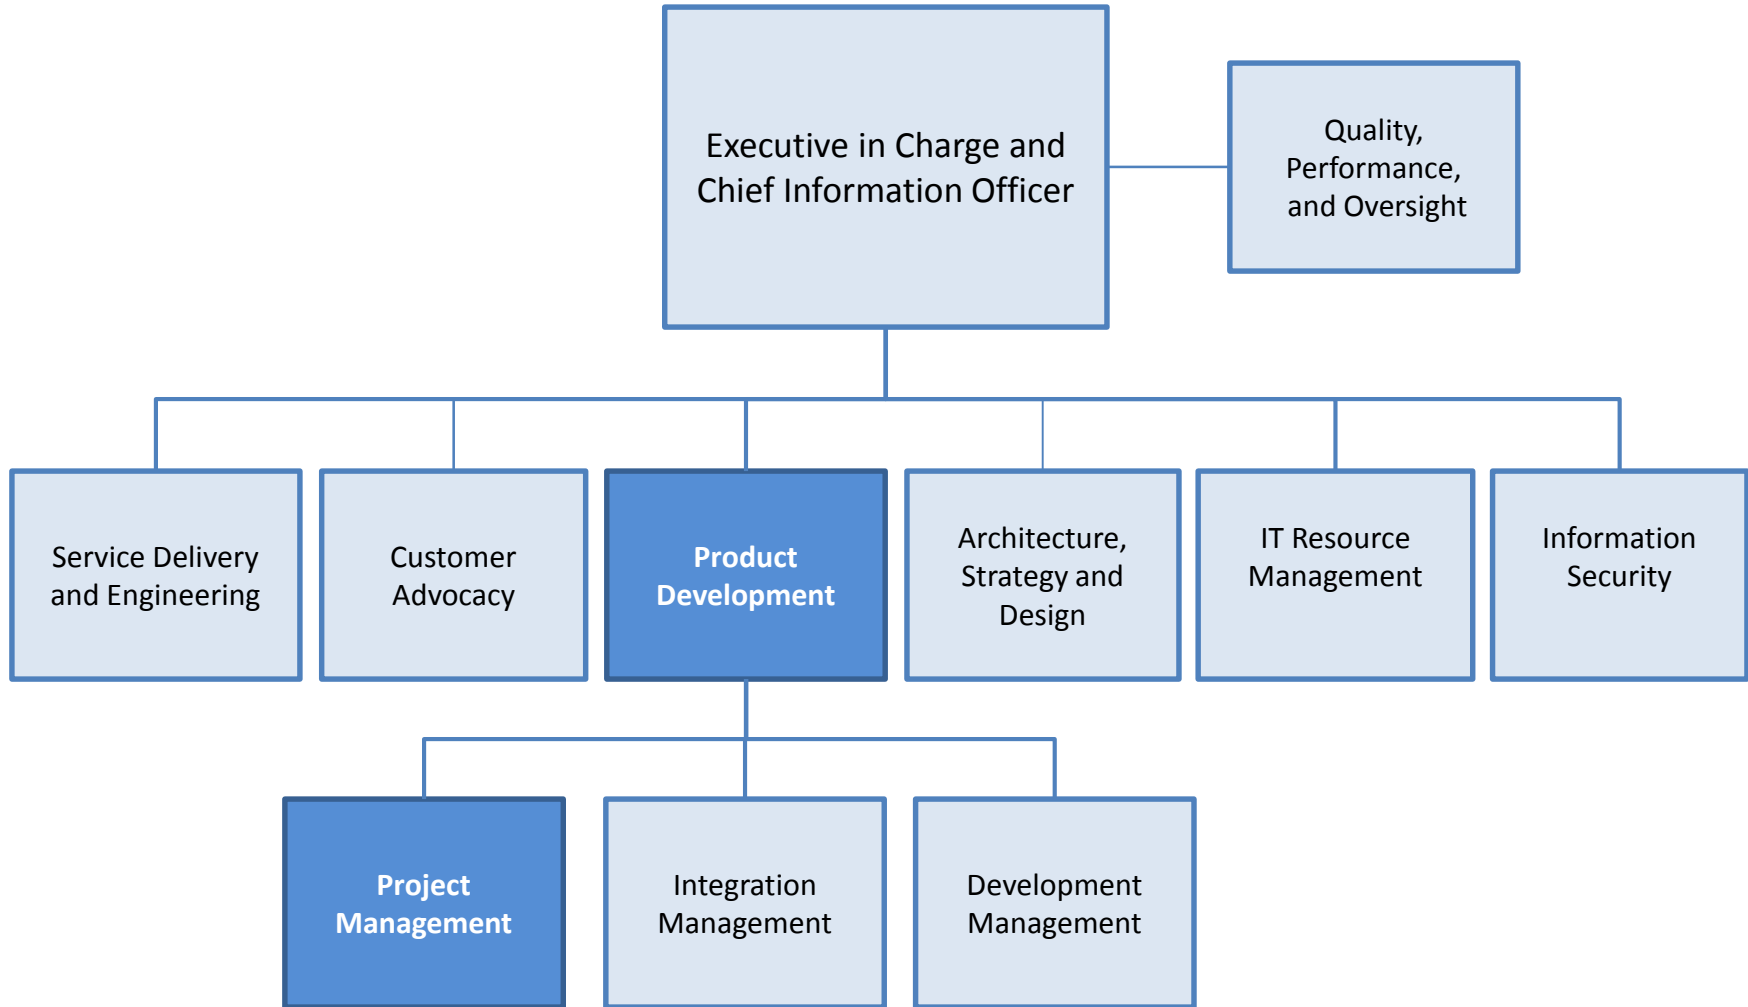 Executive in Charge and
Chief Information Officer
Quality,
Performance,
and Oversight
Service Delivery
and Engineering
Customer
Advocacy
Product
Development
Architecture,
Strategy and
Design
IT Resource
Management
Information
Security
Project
Management
Integration
Management
Development
Management